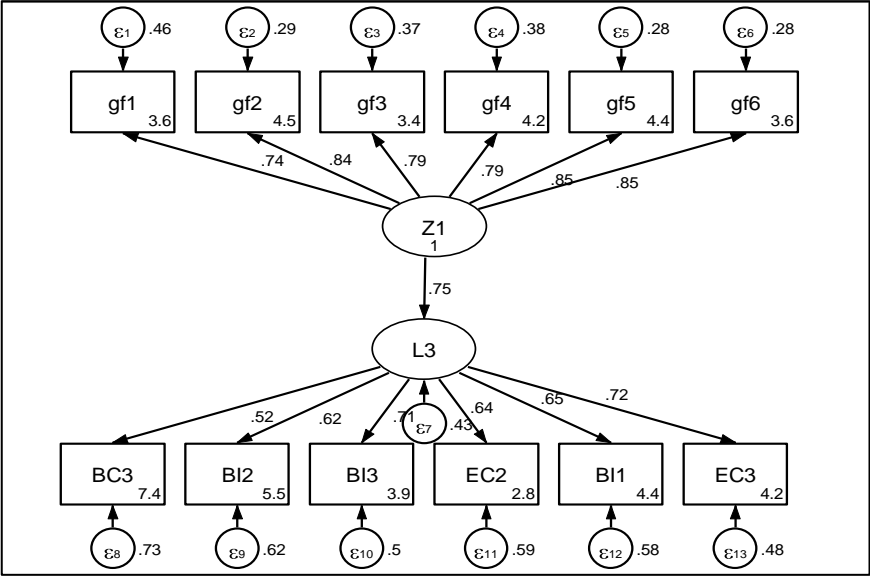 ε1 .46 ε2 .29 ε3 .37 ε4 .38 ε5 .28 ε6 .28
gf1 gf2 gf3 gf4 gf5 gf6
3.6 4.5 3.4 4.2 4.4 3.6
.74 .84 .79 .79 .85 .85
Z1
1
.75
L3
.52 .62 .71 .64 .65 .72
ε7 .43
BC3 BI2 BI3 EC2 BI1 EC3
7.4 5.5 3.9 2.8 4.4 4.2
ε8 .73 ε9 .62 ε10 .5 ε11 .59 ε12 .58 ε13 .48